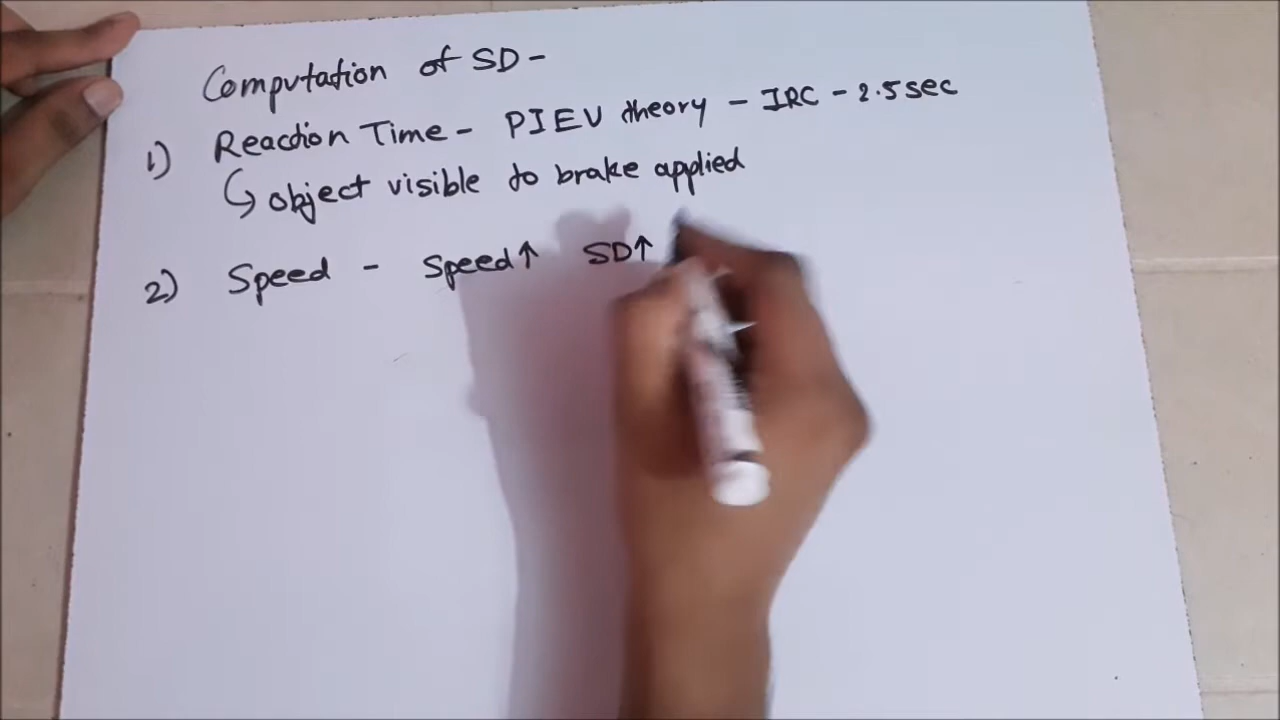 Computation of SD -
1) Reaction Time - PIEV theory - IRC - 2.5 sec
↳ object visible to brake applied
2) Speed - Speed↑ SD↑